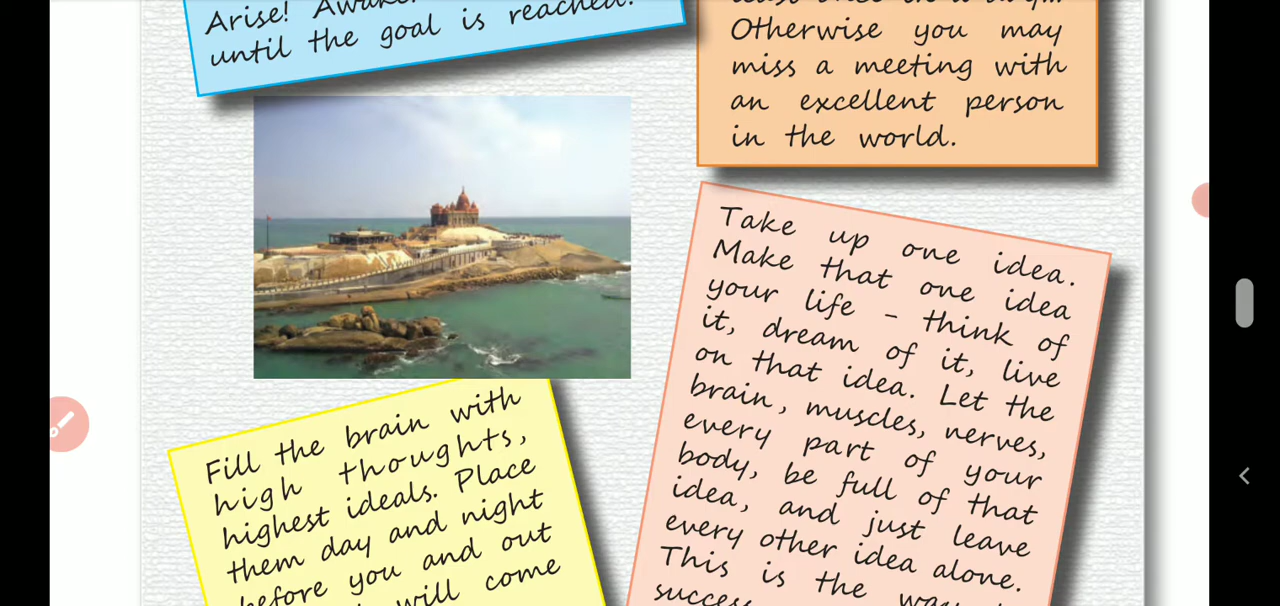 Arise!
until the goal is reached.
Otherwise you may
miss a meeting with
an excellent person
in the world.
Fill the brain with
high thoughts,
highest ideals. Place
them day and night
before you and out
will come
Take up one idea.
Make that one idea
your life - think of
it, dream of it, live
on that idea. Let the
brain, muscles, nerves,
every part of your
body, be full of that
idea, and just leave
every other idea alone.
This is the